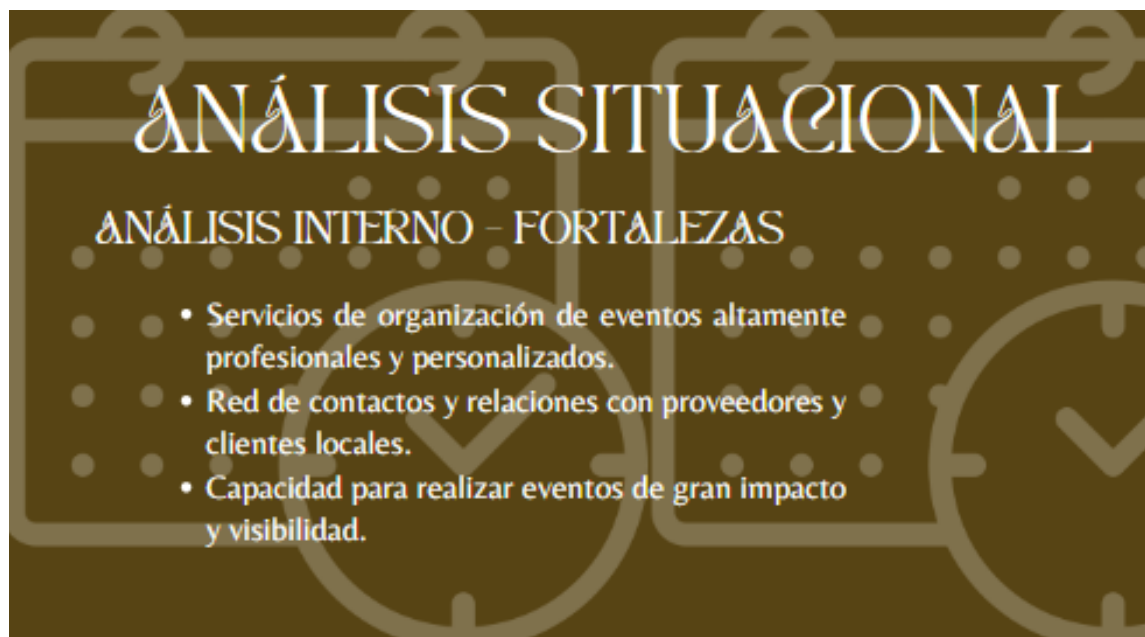 ANÁLISIS SITUACIONAL
ANÁLISIS INTERNO - FORTALEZAS
• Servicios de organización de eventos altamente
profesionales y personalizados.
• Red de contactos y relaciones con proveedores y
clientes locales.
• Capacidad para realizar eventos de gran impacto
y visibilidad.